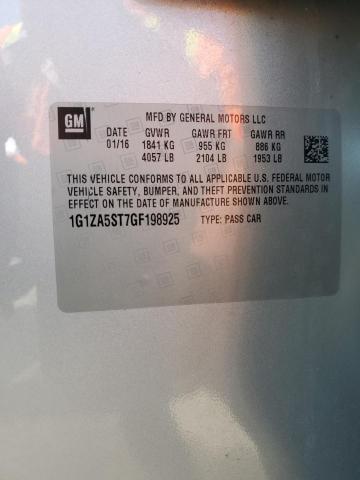 GM
MFD BY GENERAL MOTORS LLC
DATE GVWR GAWR FRT GAWR RR
01/16 1841 KG 955 KG 886 KG
4057 LB 2104 LB 1953 LB
THIS VEHICLE CONFORMS TO ALL APPLICABLE U.S. FEDERAL MOTOR
VEHICLE SAFETY, BUMPER, AND THEFT PREVENTION STANDARDS IN
EFFECT ON THE DATE OF MANUFACTURE SHOWN ABOVE.
1G1ZA5ST7GF198925 TYPE: PASS CAR